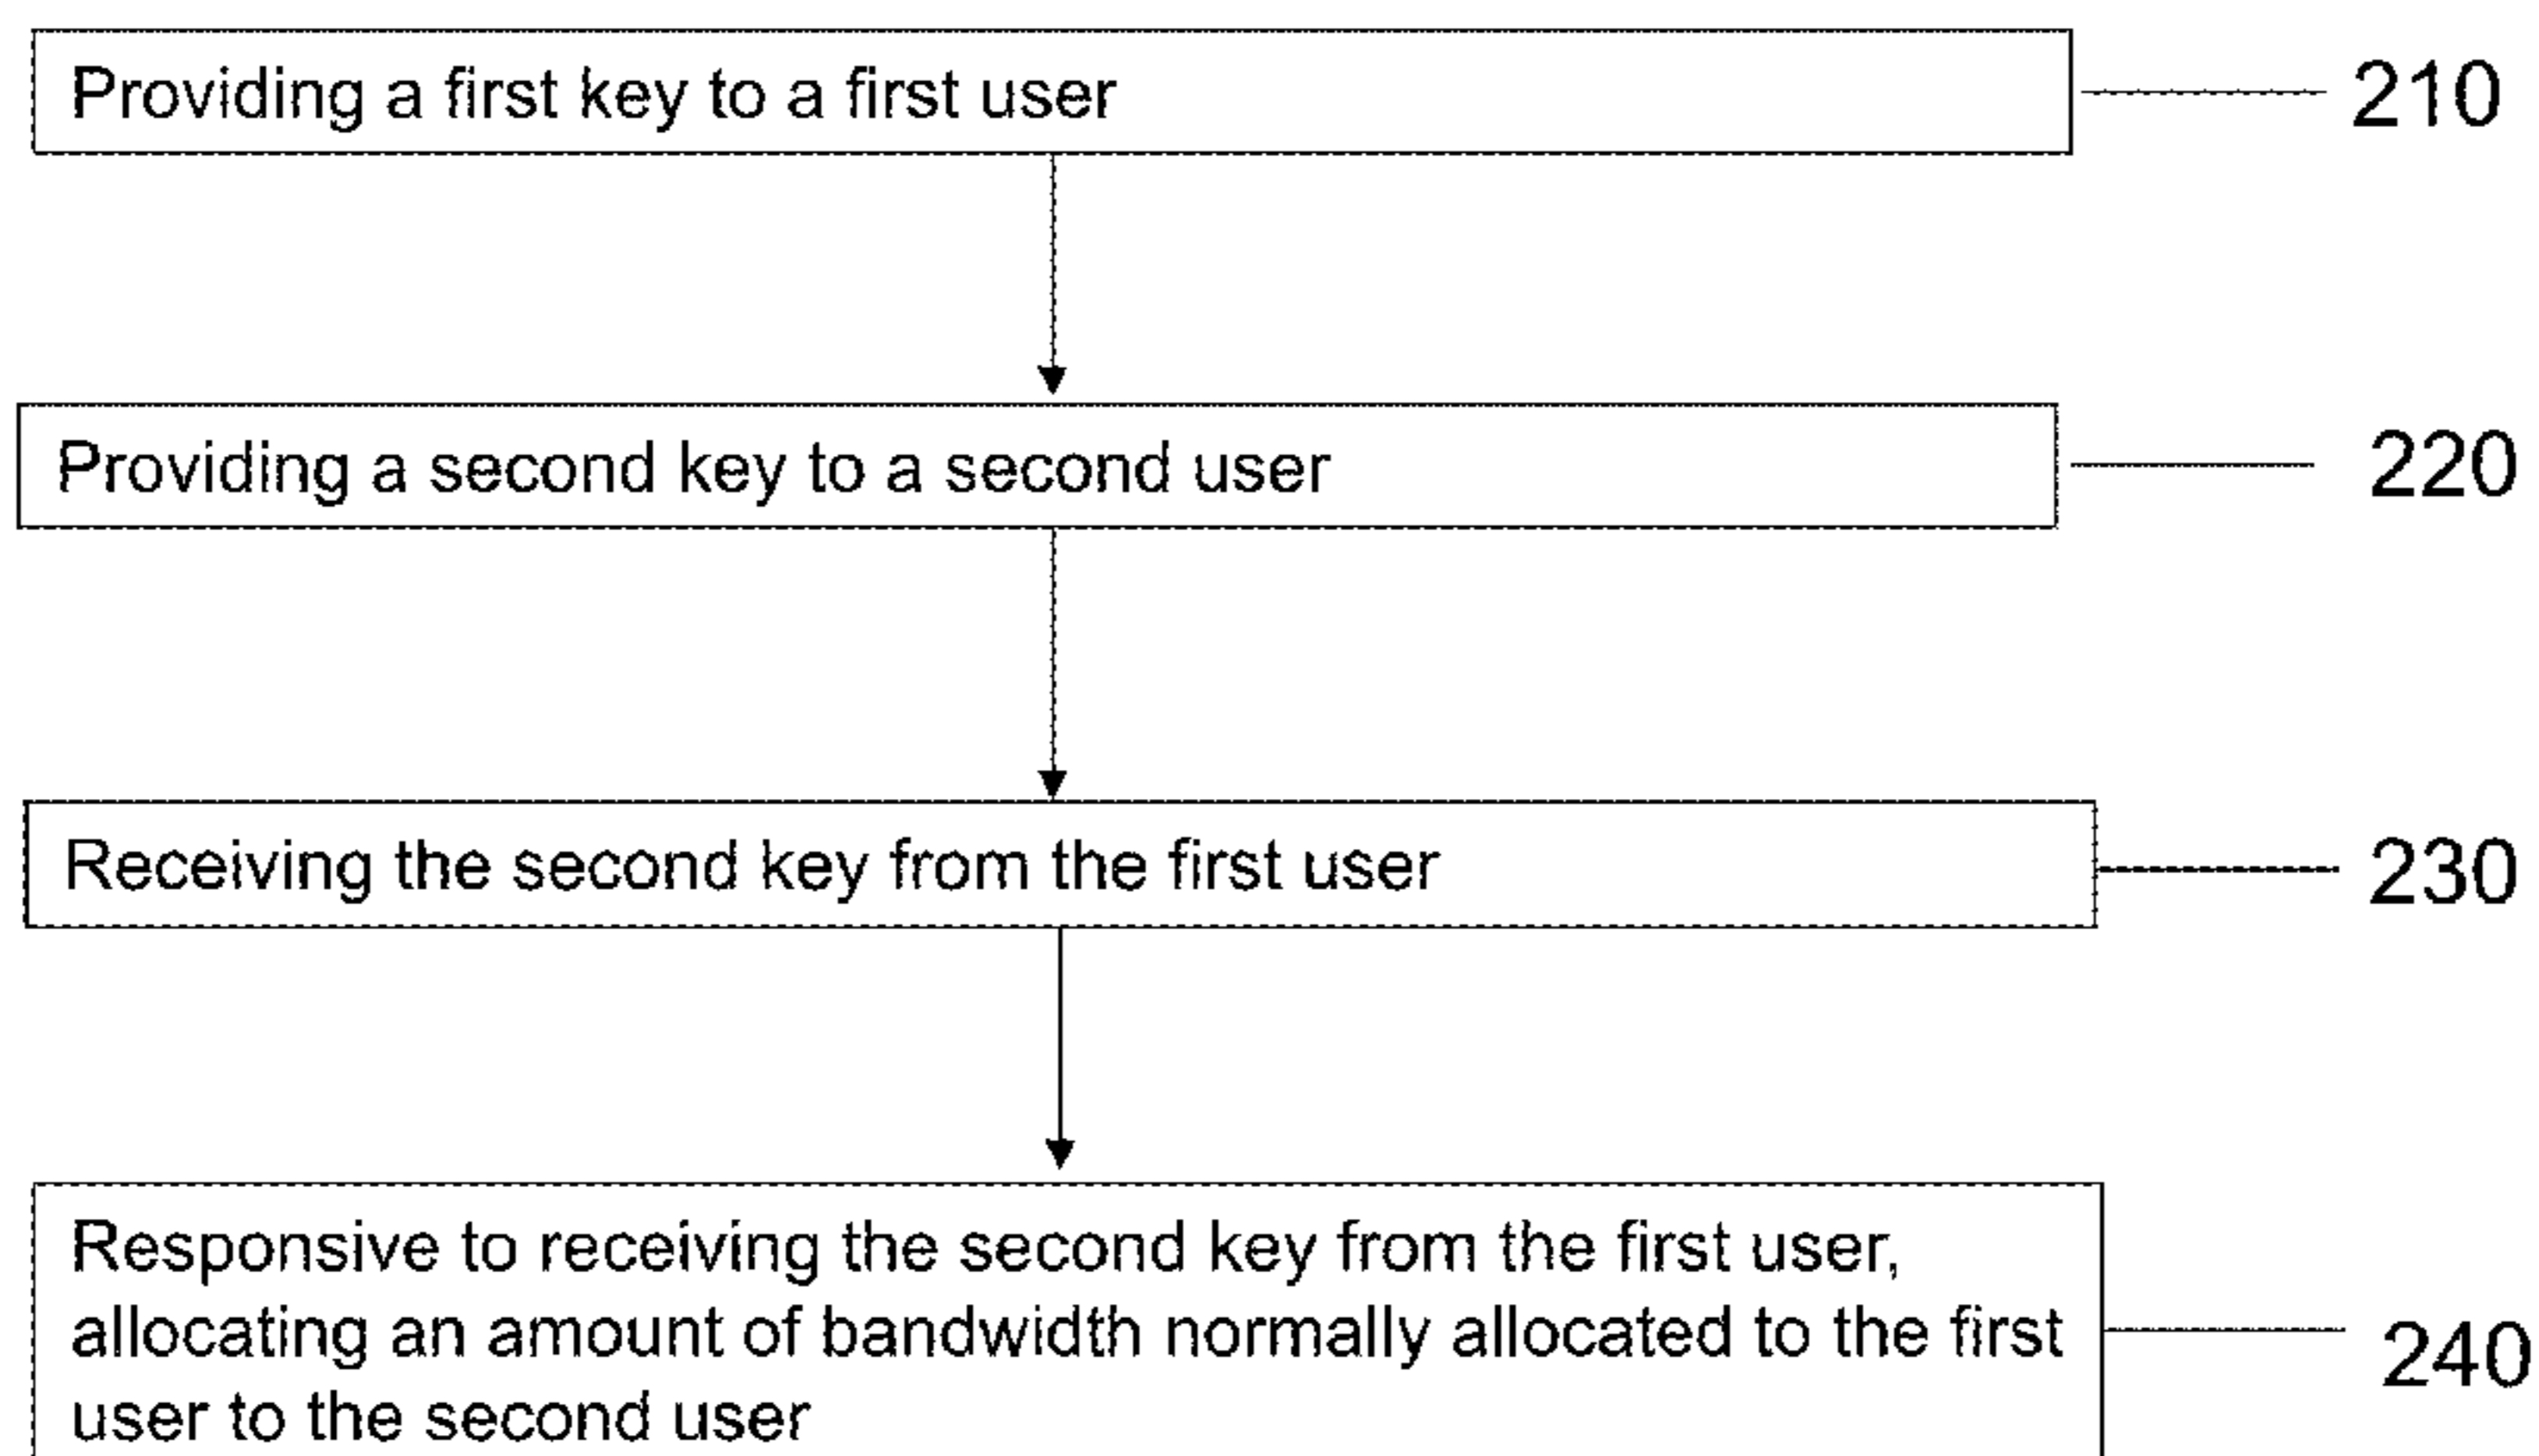 Providing a first key to a first user
210
Providing a second key to a second user
220
Receiving the second key from the first user
230
Responsive to receiving the second key from the first user,
allocating an amount of bandwidth normally allocated to the first
user to the second user
240